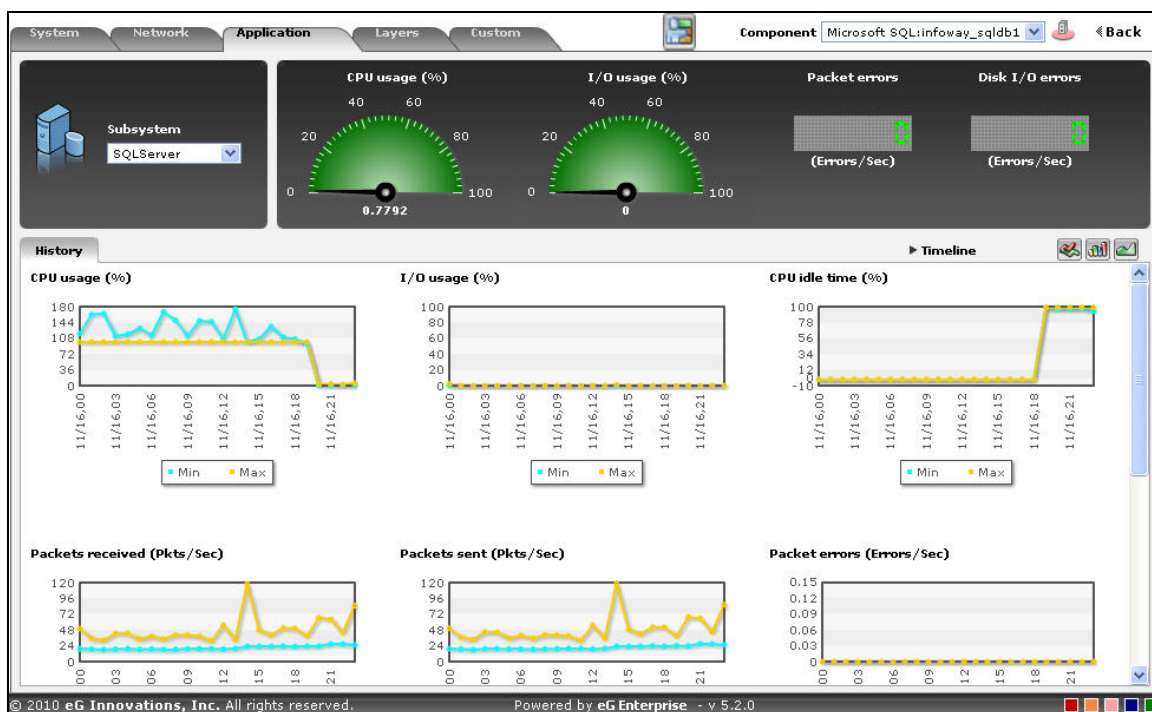 System Network Application Layers Custom Component Microsoft SQL:infoway_sqldb1 Back
CPU usage (%) I/O usage (%) Packet errors Disk I/O errors
40 60 40 60
Subsystem
20 80 20 80
0 0
SQLServer
(Errors/Sec) (Errors/Sec)
0 100 0 100
0.7792 0
History Timeline
CPU usage (%)
180
144
108
72
36
0
11/16,00 11/16,03 11/16,06 11/16,09 11/16,12 11/16,15 11/16,18 11/16,21
Min Max
I/O usage (%)
100
80
60
40
20
0
11/16,00 11/16,03 11/16,06 11/16,09 11/16,12 11/16,15 11/16,18 11/16,21
Min Max
CPU idle time (%)
100
78
56
34
12
0
-10
11/16,00 11/16,03 11/16,06 11/16,09 11/16,12 11/16,15 11/16,18 11/16,21
Min Max
Packets received (Pkts/Sec)
120
96
72
48
24
0
00 03 06 09 12 15 18 21
Packets sent (Pkts/Sec)
120
96
72
48
24
0
00 03 06 09 12 15 18 21
Packet errors (Errors/Sec)
0.15
0.12
0.09
0.06
0.03
0
00 03 06 09 12 15 18 21
© 2010 eG Innovations, Inc. All rights reserved. Powered by eG Enterprise - v 5.2.0